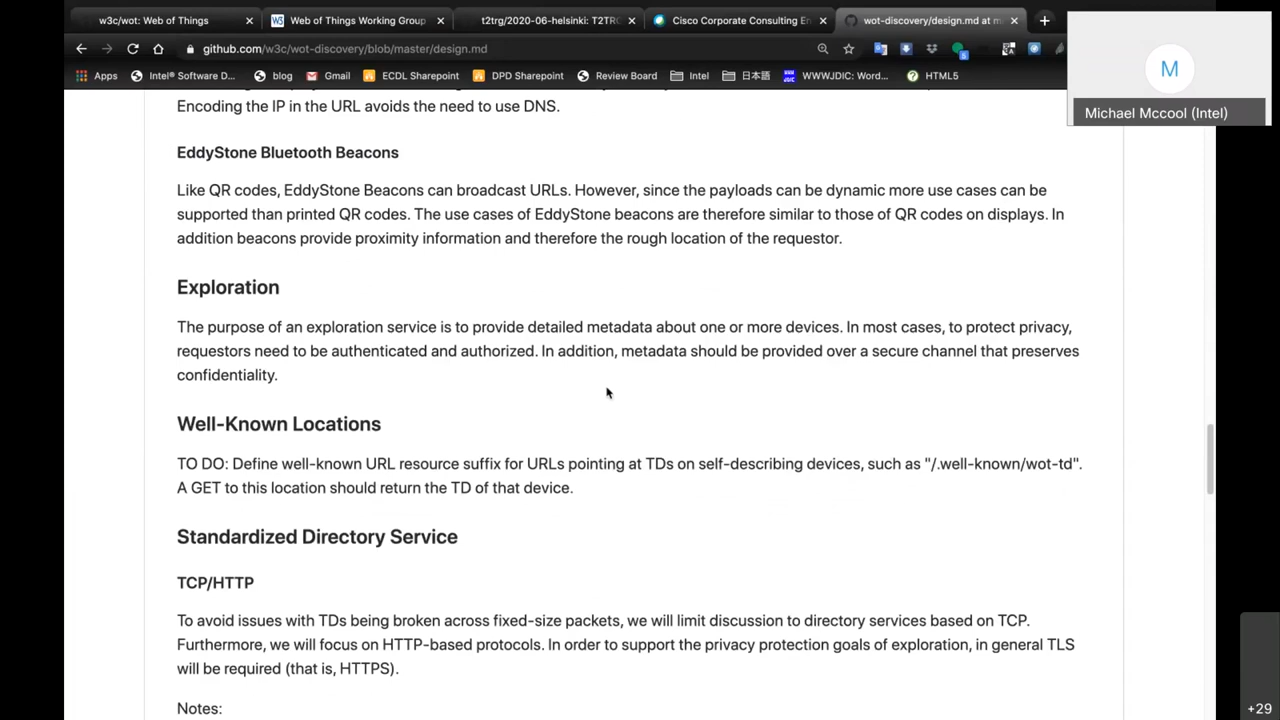 w3c/wot: Web of Things
Web of Things Working Group
t2trg/2020-06-helsinki: T2TR
Cisco Corporate Consulting En
wot-discovery/design.md at m
github.com/w3c/wot-discovery/blob/master/design.md
Apps
Intel® Software D...
blog
Gmail
ECDL Sharepoint
DPD Sharepoint
Review Board
Intel
日本語
WWWJDIC: Word...
HTML5
M
Michael Mccool (Intel)
Encoding the IP in the URL avoids the need to use DNS.
EddyStone Bluetooth Beacons
Like QR codes, EddyStone Beacons can broadcast URLs. However, since the payloads can be dynamic more use cases can be
supported than printed QR codes. The use cases of EddyStone beacons are therefore similar to those of QR codes on displays. In
addition beacons provide proximity information and therefore the rough location of the requestor.
Exploration
The purpose of an exploration service is to provide detailed metadata about one or more devices. In most cases, to protect privacy,
requestors need to be authenticated and authorized. In addition, metadata should be provided over a secure channel that preserves
confidentiality.
Well-Known Locations
TO DO: Define well-known URL resource suffix for URLs pointing at TDs on self-describing devices, such as "/.well-known/wot-td".
A GET to this location should return the TD of that device.
Standardized Directory Service
TCP/HTTP
To avoid issues with TDs being broken across fixed-size packets, we will limit discussion to directory services based on TCP.
Furthermore, we will focus on HTTP-based protocols. In order to support the privacy protection goals of exploration, in general TLS
will be required (that is, HTTPS).
Notes:
+29